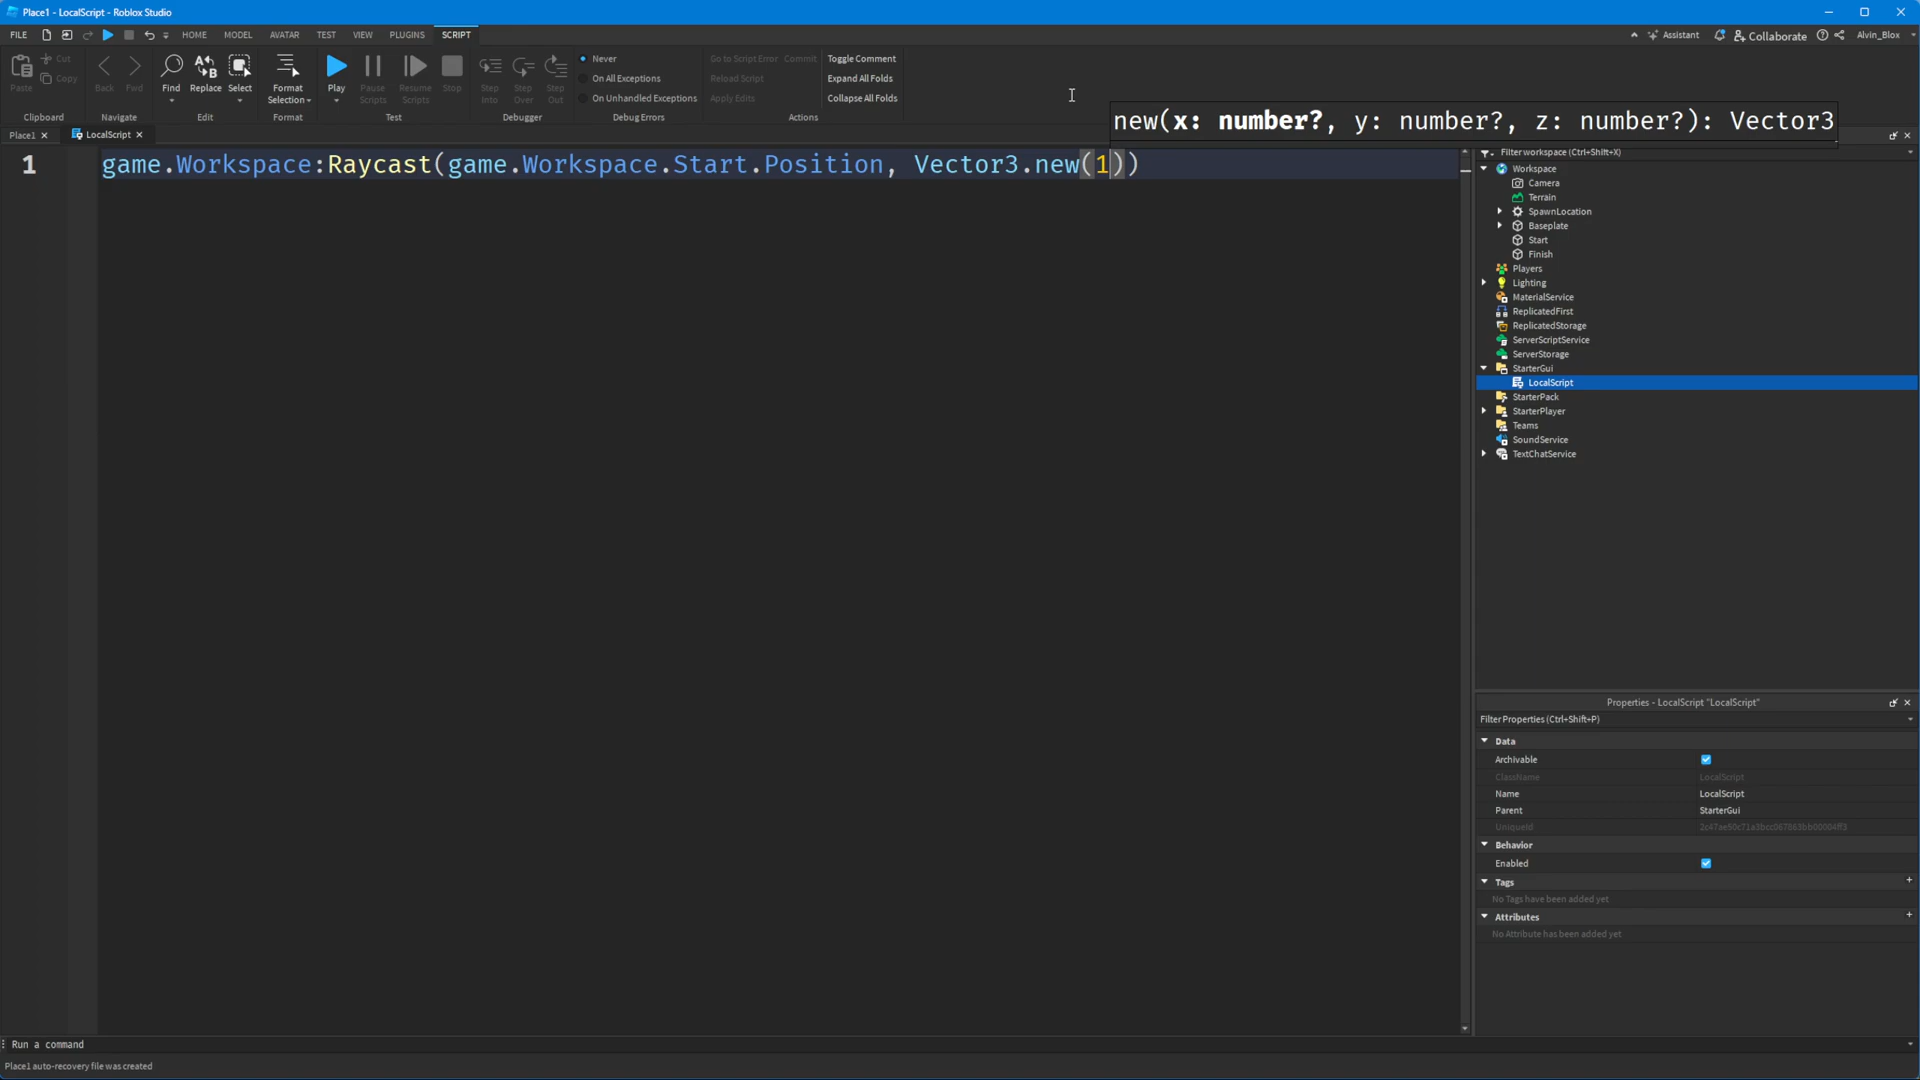 Place1 - LocalScript - Roblox Studio
FILE HOME MODEL AVATAR TEST VIEW PLUGINS SCRIPT Assistant Collaborate Alvin_Blox
Paste Cut Copy Back Fwd Find Replace Select Format Selection Play Pause Scripts Resume Scripts Stop Step Into Step Over Step Out
Never Go to Script Error Commit Toggle Comment
On All Exceptions Reload Script Expand All Folds
On Unhandled Exceptions Apply Edits Collapse All Folds
Clipboard Navigate Edit Format Test Debugger Debug Errors Actions
new(x: number?, y: number?, z: number?): Vector3
Place1 LocalScript
1 game.Workspace:Raycast(game.Workspace.Start.Position, Vector3.new(1))
Filter workspace (Ctrl+Shift+X)
Workspace
Camera
Terrain
SpawnLocation
Baseplate
Start
Finish
Players
Lighting
MaterialService
ReplicatedFirst
ReplicatedStorage
ServerScriptService
ServerStorage
StarterGui
LocalScript
StarterPack
StarterPlayer
Teams
SoundService
TextChatService
Properties - LocalScript "LocalScript"
Filter Properties (Ctrl+Shift+P)
Data
Archivable
ClassName LocalScript
Name LocalScript
Parent StarterGui
UniqueId
Behavior
Enabled
Tags
No Tags have been added yet
Attributes
No Attribute has been added yet
Run a command
Place1 auto-recovery file was created